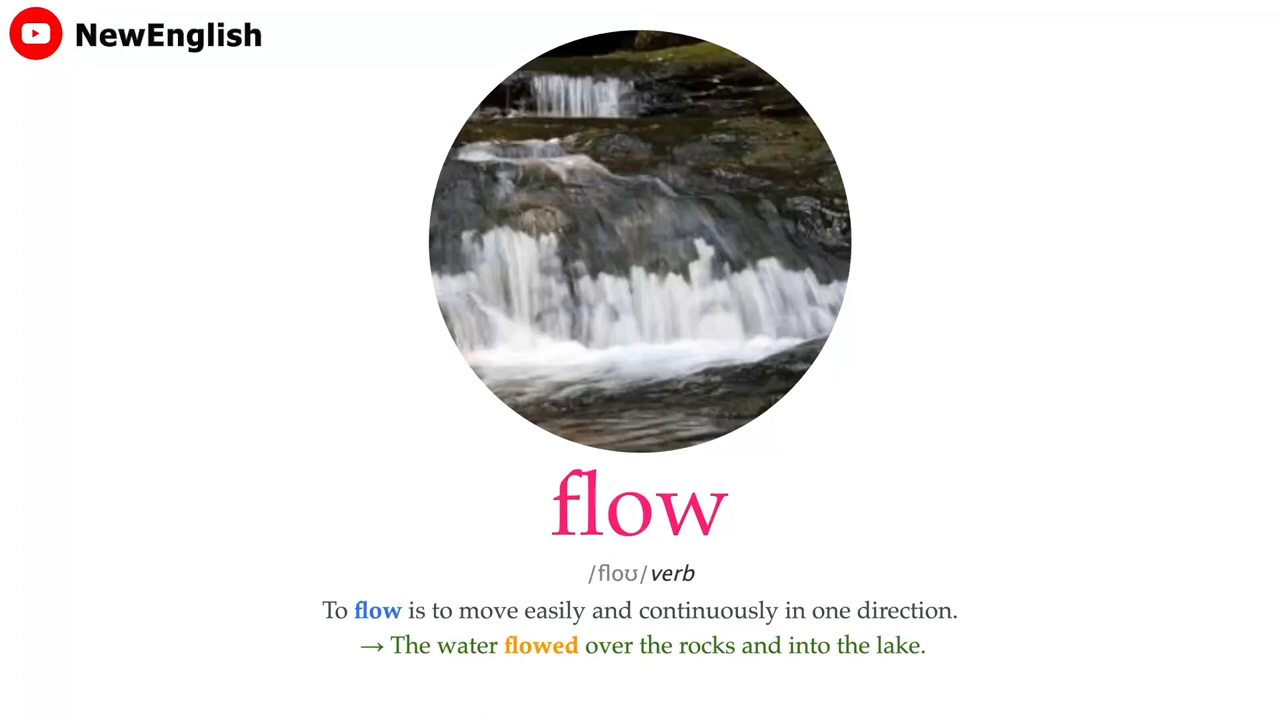 NewEnglish
flow
/floʊ/ verb
To flow is to move easily and continuously in one direction.
→ The water flowed over the rocks and into the lake.